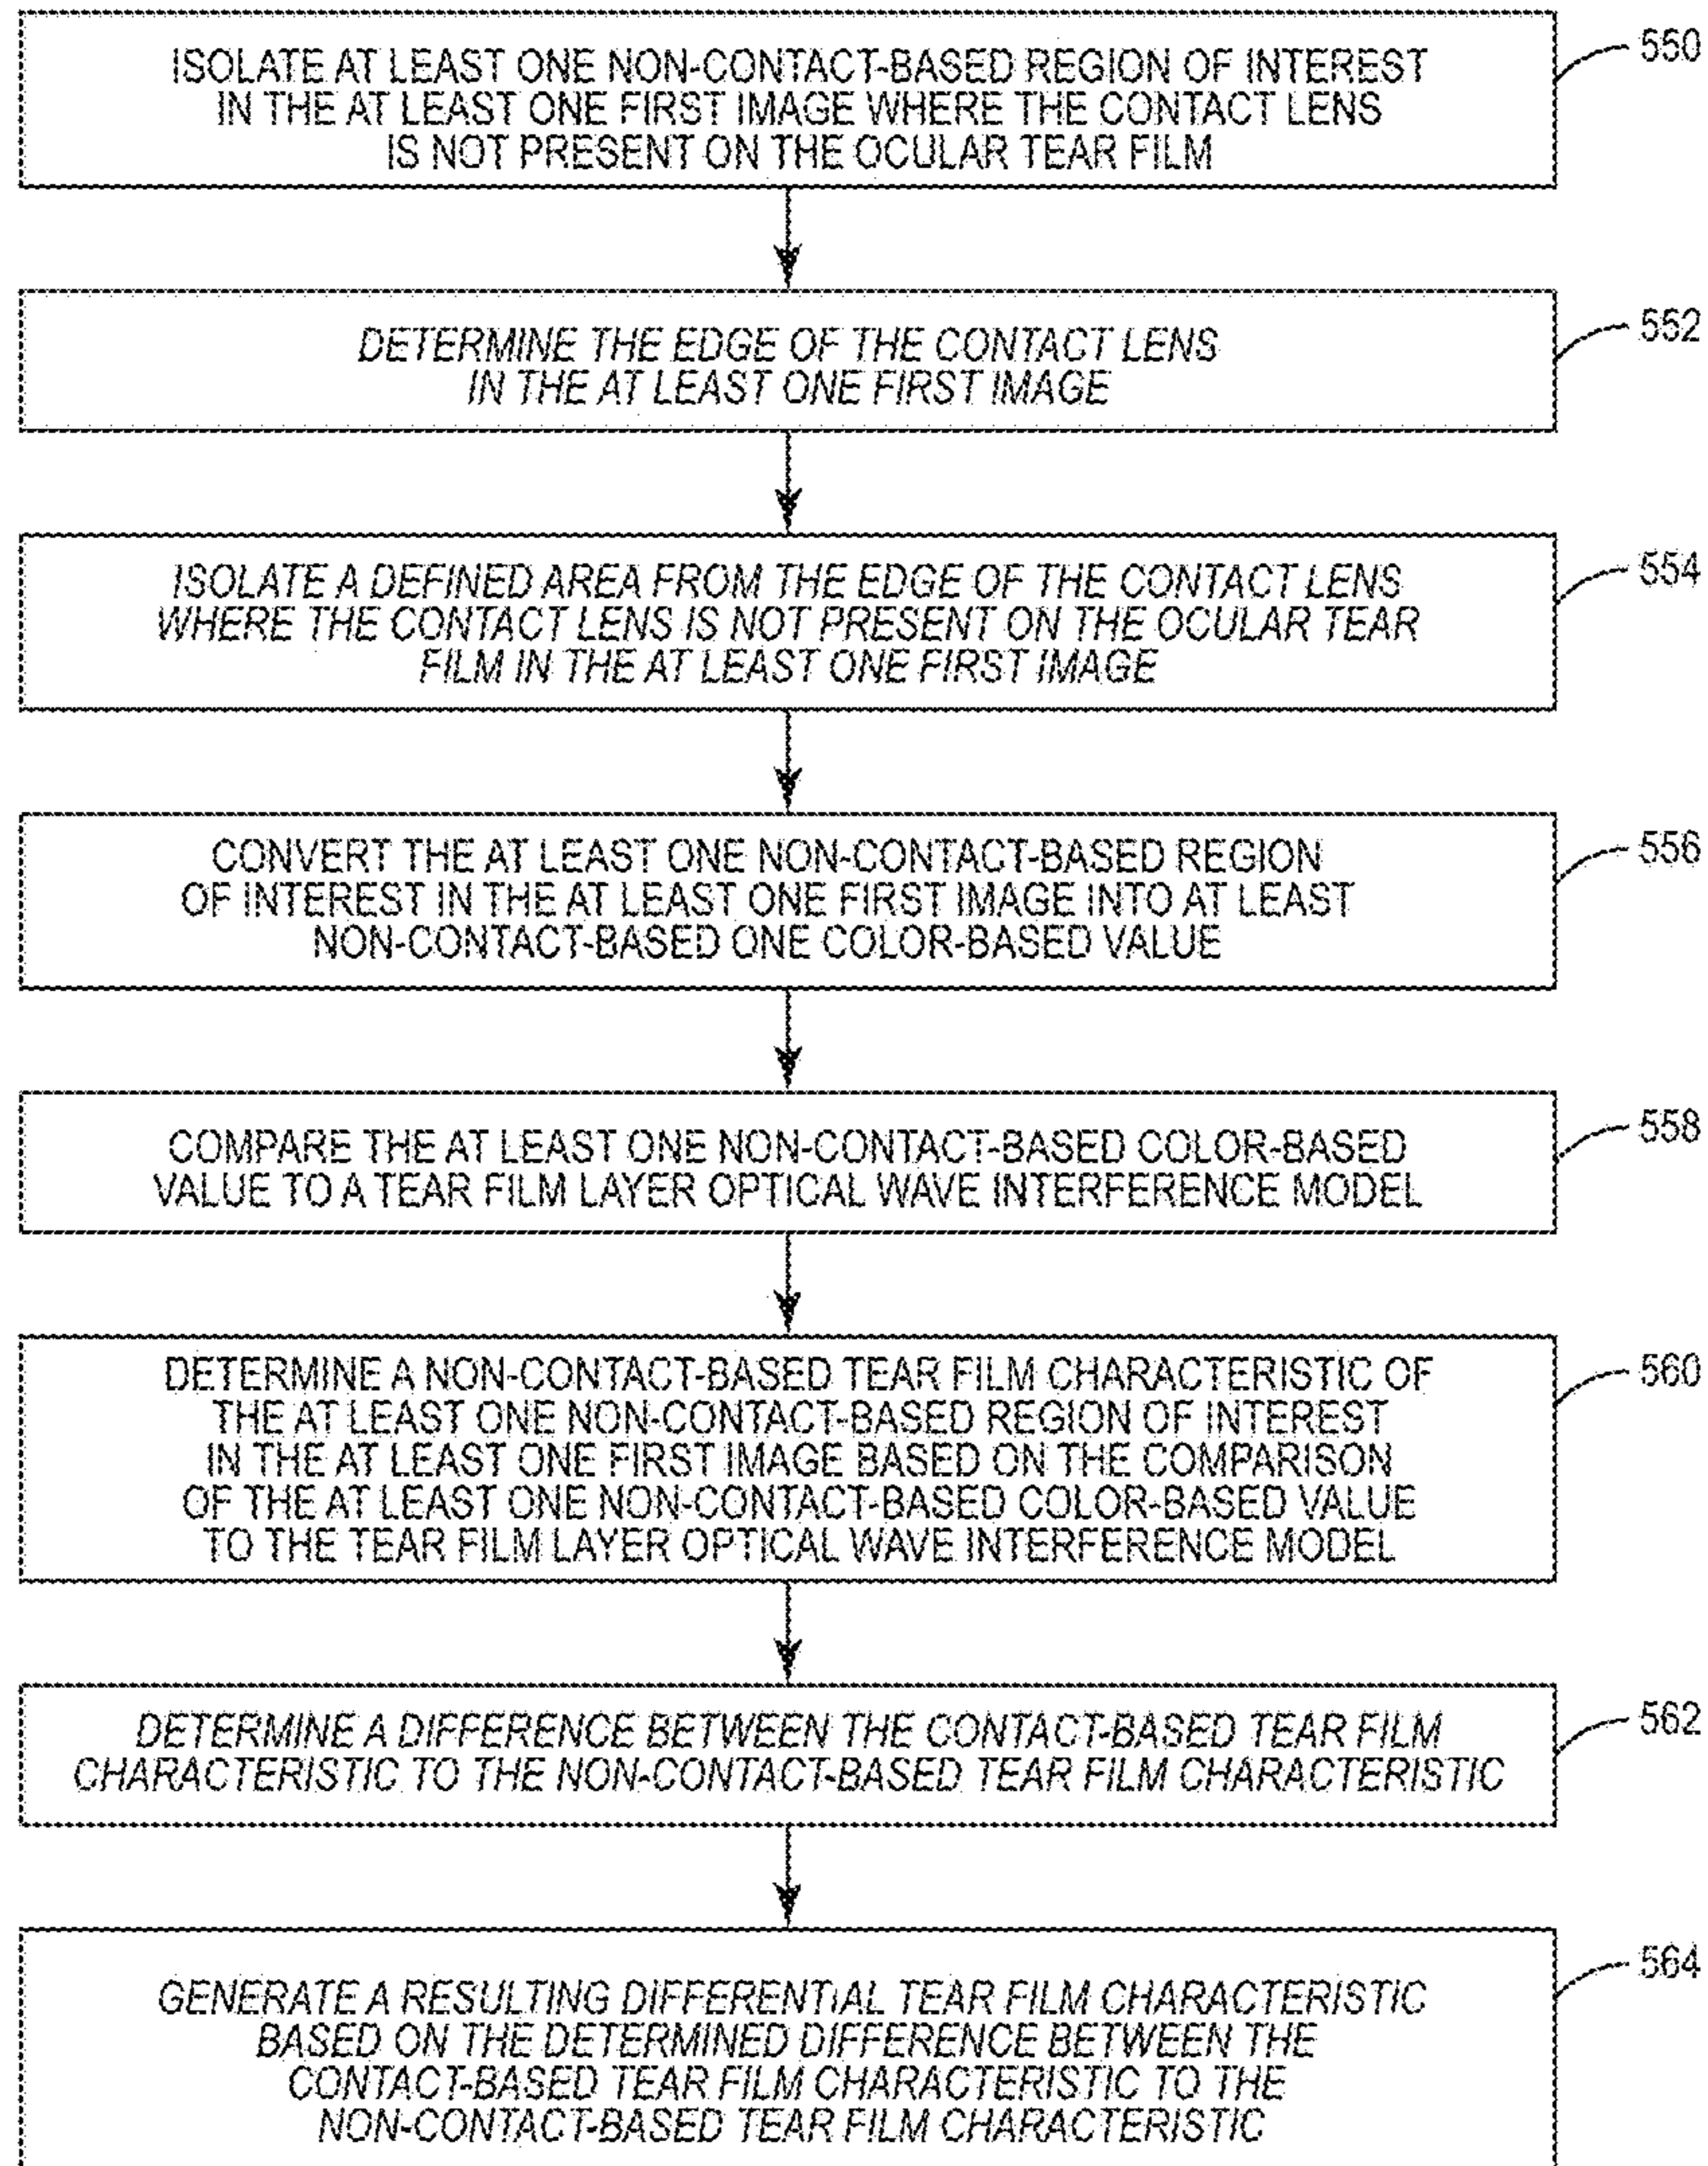 ISOLATE AT LEAST ONE NON-CONTACT-BASED REGION OF INTEREST
IN THE AT LEAST ONE FIRST IMAGE WHERE THE CONTACT LENS
IS NOT PRESENT ON THE OCULAR TEAR FILM
550
DETERMINE THE EDGE OF THE CONTACT LENS
IN THE AT LEAST ONE FIRST IMAGE
552
ISOLATE A DEFINED AREA FROM THE EDGE OF THE CONTACT LENS
WHERE THE CONTACT LENS IS NOT PRESENT ON THE OCULAR TEAR
FILM IN THE AT LEAST ONE FIRST IMAGE
554
CONVERT THE AT LEAST ONE NON-CONTACT-BASED REGION
OF INTEREST IN THE AT LEAST ONE FIRST IMAGE INTO AT LEAST
NON-CONTACT-BASED ONE COLOR-BASED VALUE
556
COMPARE THE AT LEAST ONE NON-CONTACT-BASED COLOR-BASED
VALUE TO A TEAR FILM LAYER OPTICAL WAVE INTERFERENCE MODEL
558
DETERMINE A NON-CONTACT-BASED TEAR FILM CHARACTERISTIC OF
THE AT LEAST ONE NON-CONTACT-BASED REGION OF INTEREST
IN THE AT LEAST ONE FIRST IMAGE BASED ON THE COMPARISON
OF THE AT LEAST ONE NON-CONTACT-BASED COLOR-BASED VALUE
TO THE TEAR FILM LAYER OPTICAL WAVE INTERFERENCE MODEL
560
DETERMINE A DIFFERENCE BETWEEN THE CONTACT-BASED TEAR FILM
CHARACTERISTIC TO THE NON-CONTACT-BASED TEAR FILM CHARACTERISTIC
562
GENERATE A RESULTING DIFFERENTIAL TEAR FILM CHARACTERISTIC
BASED ON THE DETERMINED DIFFERENCE BETWEEN THE
CONTACT-BASED TEAR FILM CHARACTERISTIC TO THE
NON-CONTACT-BASED TEAR FILM CHARACTERISTIC
564